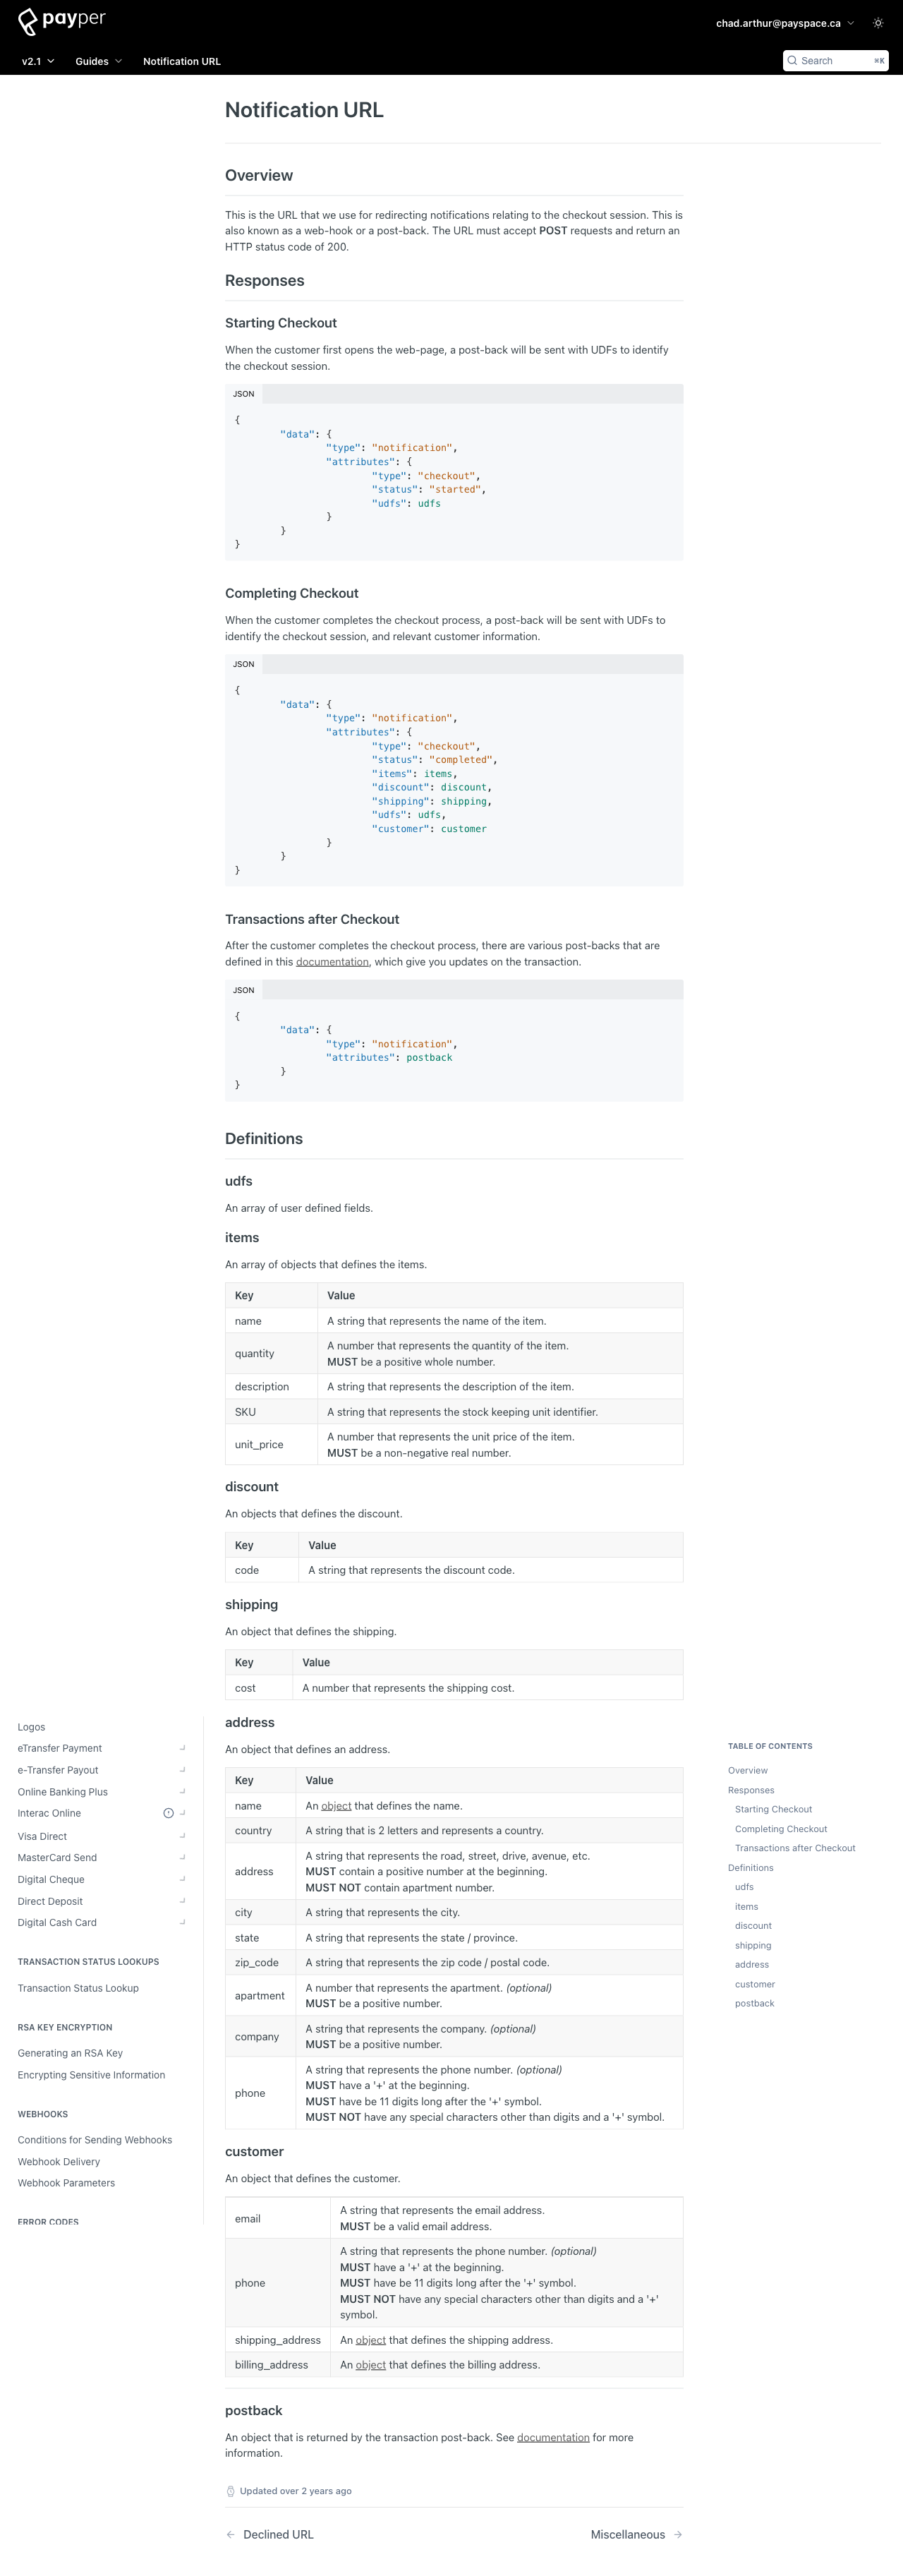 payper
chad.arthur@payspace.ca
v2.1 Guides Notification URL
Search ⌘K
Notification URL
Overview
This is the URL that we use for redirecting notifications relating to the checkout session. This is
also known as a web-hook or a post-back. The URL must accept POST requests and return an
HTTP status code of 200.
Responses
Starting Checkout
When the customer first opens the web-page, a post-back will be sent with UDFs to identify
the checkout session.
JSON
{
"data": {
"type": "notification",
"attributes": {
"type": "checkout",
"status": "started",
"udfs": udfs
}
}
}
Completing Checkout
When the customer completes the checkout process, a post-back will be sent with UDFs to
identify the checkout session, and relevant customer information.
JSON
{
"data": {
"type": "notification",
"attributes": {
"type": "checkout",
"status": "completed",
"items": items,
"discount": discount,
"shipping": shipping,
"udfs": udfs,
"customer": customer
}
}
}
Transactions after Checkout
After the customer completes the checkout process, there are various post-backs that are
defined in this documentation, which give you updates on the transaction.
JSON
{
"data": {
"type": "notification",
"attributes": postback
}
}
Definitions
udfs
An array of user defined fields.
items
An array of objects that defines the items.
Key Value
name A string that represents the name of the item.
quantity A number that represents the quantity of the item.
MUST be a positive whole number.
description A string that represents the description of the item.
SKU A string that represents the stock keeping unit identifier.
unit_price A number that represents the unit price of the item.
MUST be a non-negative real number.
discount
An objects that defines the discount.
Key Value
code A string that represents the discount code.
shipping
An object that defines the shipping.
Key Value
cost A number that represents the shipping cost.
address
An object that defines an address.
Key Value
name An object that defines the name.
country A string that is 2 letters and represents a country.
address A string that represents the road, street, drive, avenue, etc.
MUST contain a positive number at the beginning.
MUST NOT contain apartment number.
city A string that represents the city.
state A string that represents the state / province.
zip_code A string that represents the zip code / postal code.
apartment A number that represents the apartment. (optional)
MUST be a positive number.
company A string that represents the company. (optional)
MUST be a positive number.
phone A string that represents the phone number. (optional)
MUST have a '+' at the beginning.
MUST have be 11 digits long after the '+' symbol.
MUST NOT have any special characters other than digits and a '+' symbol.
customer
An object that defines the customer.
email A string that represents the email address.
MUST be a valid email address.
phone A string that represents the phone number. (optional)
MUST have a '+' at the beginning.
MUST have be 11 digits long after the '+' symbol.
MUST NOT have any special characters other than digits and a '+'
symbol.
shipping_address An object that defines the shipping address.
billing_address An object that defines the billing address.
postback
An object that is returned by the transaction post-back. See documentation for more
information.
Updated over 2 years ago
Declined URL
Miscellaneous
Logos
eTransfer Payment
e-Transfer Payout
Online Banking Plus
Interac Online
Visa Direct
MasterCard Send
Digital Cheque
Direct Deposit
Digital Cash Card
TRANSACTION STATUS LOOKUPS
Transaction Status Lookup
RSA KEY ENCRYPTION
Generating an RSA Key
Encrypting Sensitive Information
WEBHOOKS
Conditions for Sending Webhooks
Webhook Delivery
Webhook Parameters
ERROR CODES
TABLE OF CONTENTS
Overview
Responses
Starting Checkout
Completing Checkout
Transactions after Checkout
Definitions
udfs
items
discount
shipping
address
customer
postback